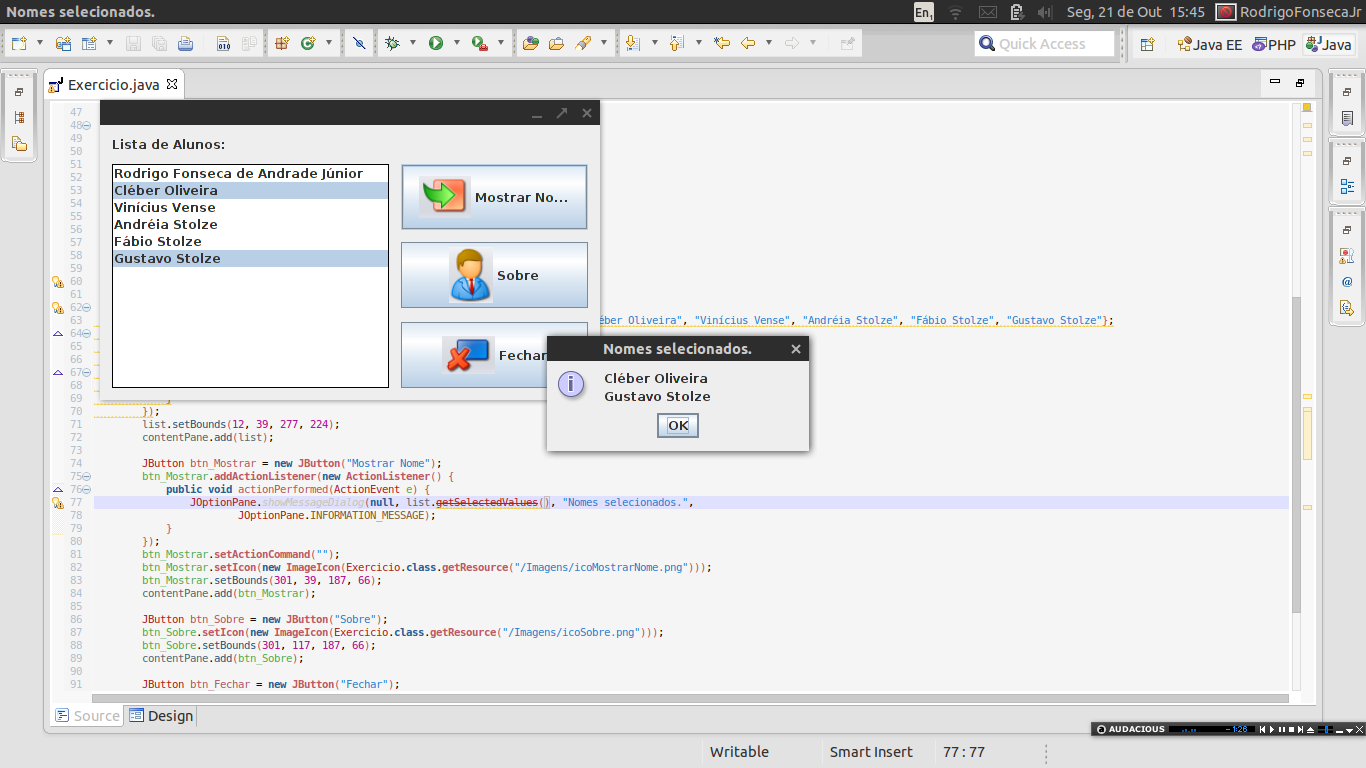 Nomes selecionados.
En1
Seg, 21 de Out 15:45
RodrigoFonsecaJr
010
Quick Access
Java EE
PHP
Java
Exercicio.java
Lista de Alunos:
Rodrigo Fonseca de Andrade Júnior
Cléber Oliveira
Vinícius Vense
Andréia Stolze
Fábio Stolze
Gustavo Stolze
Mostrar No...
Sobre
Fechar
Nomes selecionados.
Cléber Oliveira
Gustavo Stolze
OK
47
48
49
50
51
52
53
54
55
56
57
58
59
60
61
62
63 éber Oliveira", "Vinícius Vense", "Andréia Stolze", "Fábio Stolze", "Gustavo Stolze"};
64
65
66
67
68
69 }
70 });
71 list.setBounds(12, 39, 277, 224);
72 contentPane.add(list);
73
74 JButton btn_Mostrar = new JButton("Mostrar Nome");
75 btn_Mostrar.addActionListener(new ActionListener() {
76 public void actionPerformed(ActionEvent e) {
77 JOptionPane.showMessageDialog(null, list.getSelectedValues(), "Nomes selecionados.",
78 JOptionPane.INFORMATION_MESSAGE);
79 }
80 });
81 btn_Mostrar.setActionCommand("");
82 btn_Mostrar.setIcon(new ImageIcon(Exercicio.class.getResource("/Imagens/icoMostrarNome.png")));
83 btn_Mostrar.setBounds(301, 39, 187, 66);
84 contentPane.add(btn_Mostrar);
85
86 JButton btn_Sobre = new JButton("Sobre");
87 btn_Sobre.setIcon(new ImageIcon(Exercicio.class.getResource("/Imagens/icoSobre.png")));
88 btn_Sobre.setBounds(301, 117, 187, 66);
89 contentPane.add(btn_Sobre);
90
91 JButton btn_Fechar = new JButton("Fechar");
Source
Design
AUDACIOUS
-1:26
Writable
Smart Insert
77 : 77